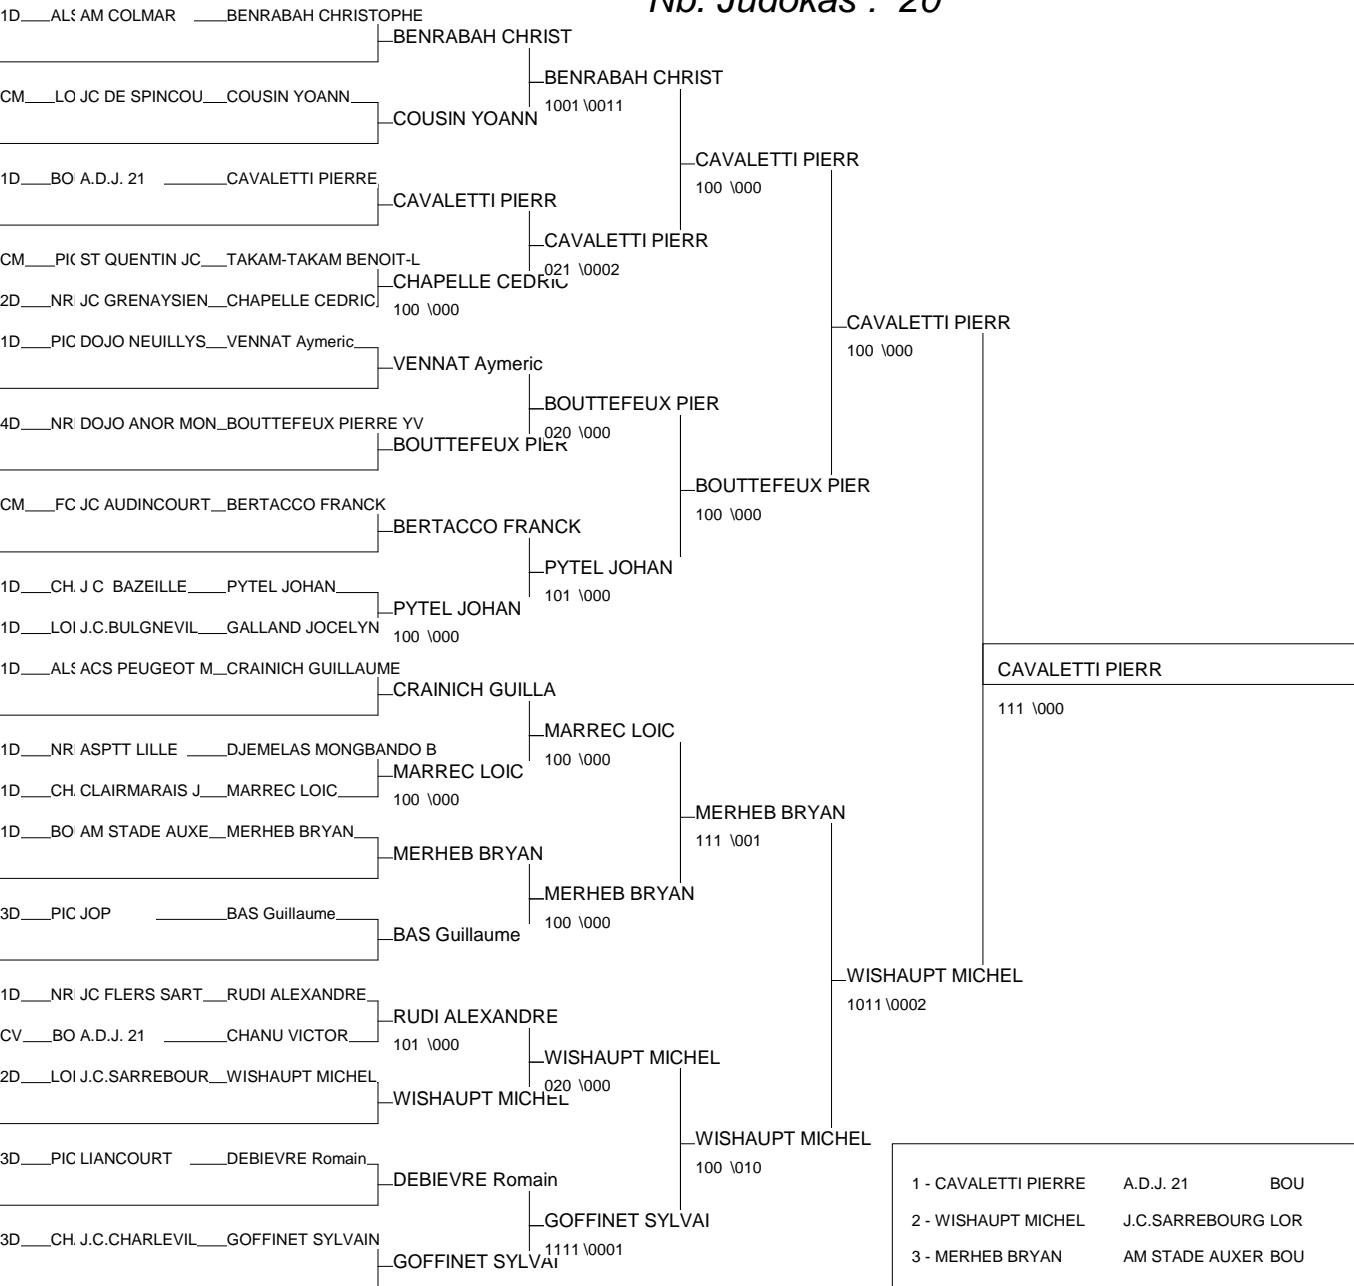 Nb. Judokas : 20
1D ALS AM COLMAR BENRABAH CHRISTOPHE
BENRABAH CHRIST
BENRABAH CHRIST
1001 \0011
CM LO JC DE SPINCOU COUSIN YOANN
COUSIN YOANN
CAVALETTI PIERR
100 \000
1D BO A.D.J. 21 CAVALETTI PIERRE
CAVALETTI PIERR
CAVALETTI PIERR
021 \0002
CM PIC ST QUENTIN JC TAKAM-TAKAM BENOIT-L
CHAPELLE CEDRIC
2D NR JC GRENAYSIEN CHAPELLE CEDRIC
100 \000
CAVALETTI PIERR
100 \000
1D PIC DOJO NEUILLYS VENNAT Aymeric
VENNAT Aymeric
BOUTTEFEUX PIER
020 \000
4D NR DOJO ANOR MON BOUTTEFEUX PIERRE YV
BOUTTEFEUX PIER
BOUTTEFEUX PIER
100 \000
CM FC JC AUDINCOURT BERTACCO FRANCK
BERTACCO FRANCK
PYTEL JOHAN
101 \000
1D CH J C BAZEILLE PYTEL JOHAN
PYTEL JOHAN
1D LOI J.C.BULGNEVIL GALLAND JOCELYN
100 \000
1D ALS ACS PEUGEOT M CRAINICH GUILLAUME
CAVALETTI PIERR
111 \000
CRAINICH GUILLA
MARREC LOIC
100 \000
1D NR ASPTT LILLE DJEMELAS MONGBANDO B
MARREC LOIC
1D CH CLAIRMARAIS J MARREC LOIC
100 \000
MERHEB BRYAN
111 \001
1D BO AM STADE AUXE MERHEB BRYAN
MERHEB BRYAN
MERHEB BRYAN
100 \000
3D PIC JOP BAS Guillaume
BAS Guillaume
WISHAUPT MICHEL
1011 \0002
1D NR JC FLERS SART RUDI ALEXANDRE
RUDI ALEXANDRE
CV BO A.D.J. 21 CHANU VICTOR
101 \000
WISHAUPT MICHEL
020 \000
2D LOI J.C.SARREBOUR WISHAUPT MICHEL
WISHAUPT MICHEL
WISHAUPT MICHEL
100 \010
3D PIC LIANCOURT DEBIEVRE Romain
DEBIEVRE Romain
GOFFINET SYLVAI
1111 \0001
3D CH J.C.CHARLEVIL GOFFINET SYLVAIN
GOFFINET SYLVAI
1 - CAVALETTI PIERRE A.D.J. 21 BOU
2 - WISHAUPT MICHEL J.C.SARREBOURG LOR
3 - MERHEB BRYAN AM STADE AUXER BOU